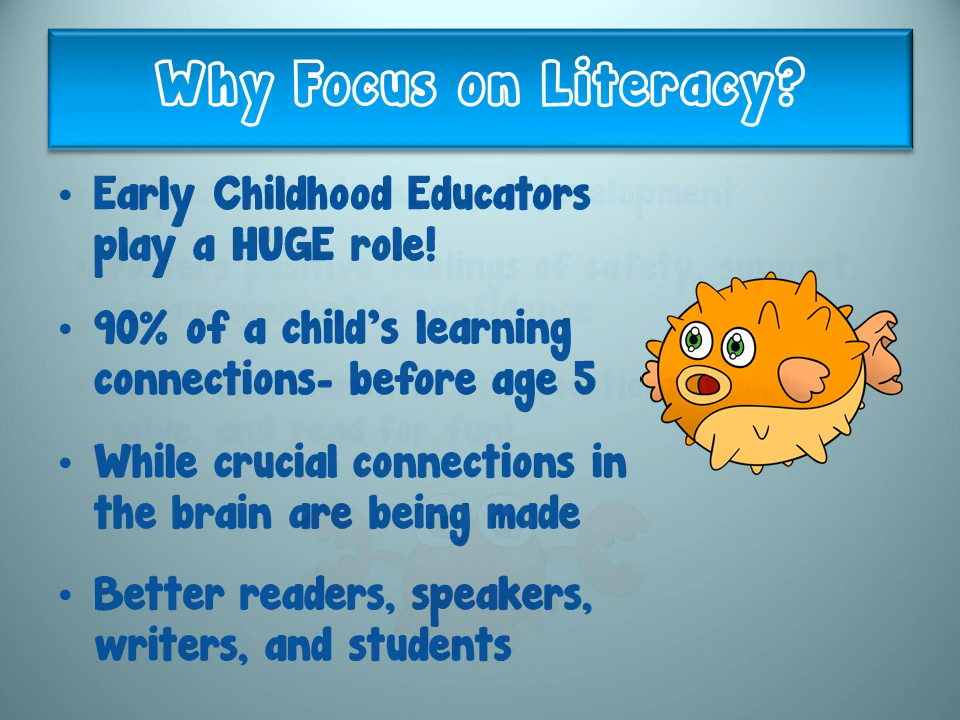 Why Focus on Literacy?
• Early Childhood Educators
play a HUGE role!
• 90% of a child's learning
connections- before age 5
• While crucial connections in
the brain are being made
• Better readers, speakers,
writers, and students